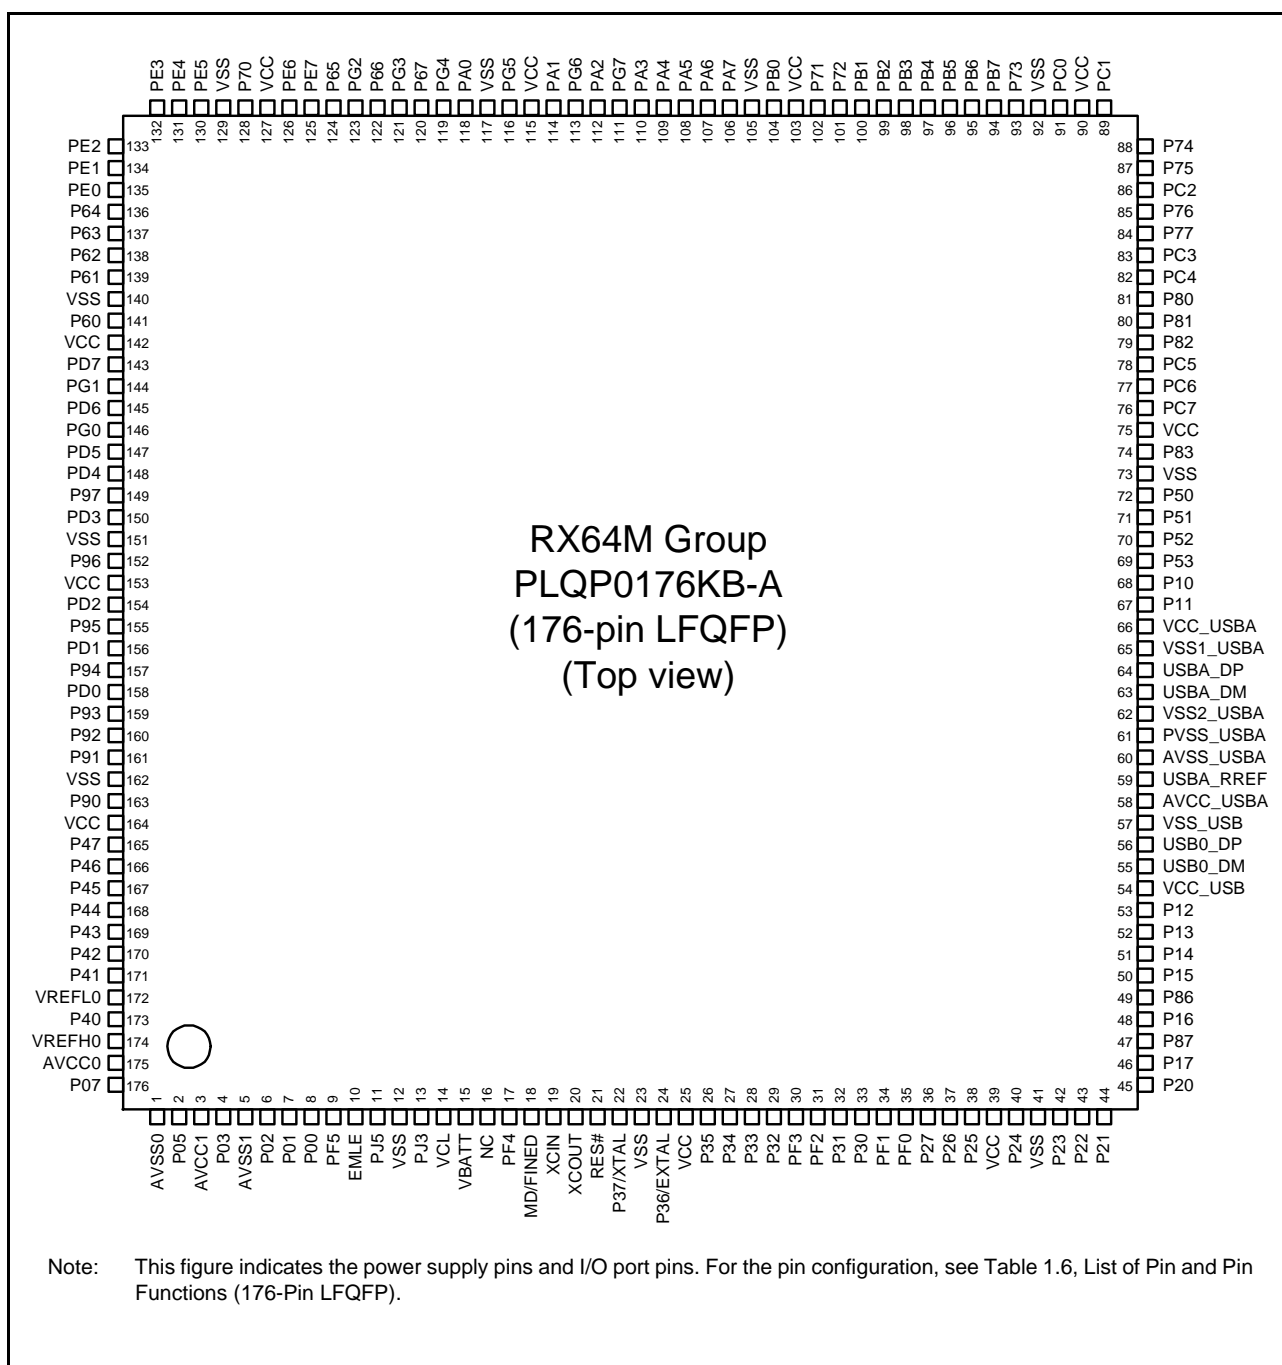 PE3 PE4 PE5 VSS P70 VCC PE6 PE7 P65 PG2 P66 PG3 P67 PG4 PA0 VSS PG5 VCC PA1 PG6 PA2 PG7 PA3 PA4 PA5 PA6 PA7 VSS PB0 VCC P71 P72 PB1 PB2 PB3 PB4 PB5 PB6 PB7 P73 VSS PC0 VCC PC1
132 131 130 129 128 127 126 125 124 123 122 121 120 119 118 117 116 115 114 113 112 111 110 109 108 107 106 105 104 103 102 101 100 99 98 97 96 95 94 93 92 91 90 89
PE2 133 88 P74
PE1 134 87 P75
PE0 135 86 PC2
P64 136 85 P76
P63 137 84 P77
P62 138 83 PC3
P61 139 82 PC4
VSS 140 81 P80
P60 141 80 P81
VCC 142 79 P82
PD7 143 78 PC5
PG1 144 77 PC6
PD6 145 76 PC7
PG0 146 75 VCC
PD5 147 74 P83
PD4 148 73 VSS
P97 149 72 P50
PD3 150 71 P51
VSS 151 70 P52
P96 152 69 P53
VCC 153 68 P10
PD2 154 67 P11
P95 155 66 VCC_USBA
PD1 156 65 VSS1_USBA
P94 157 64 USBA_DP
PD0 158 63 USBA_DM
P93 159 62 VSS2_USBA
P92 160 61 PVSS_USBA
P91 161 60 AVSS_USBA
VSS 162 59 USBA_RREF
P90 163 58 AVCC_USBA
VCC 164 57 VSS_USB
P47 165 56 USB0_DP
P46 166 55 USB0_DM
P45 167 54 VCC_USB
P44 168 53 P12
P43 169 52 P13
P42 170 51 P14
P41 171 50 P15
VREFL0 172 49 P86
P40 173 48 P16
VREFH0 174 47 P87
AVCC0 175 46 P17
P07 176 45 P20
RX64M Group
PLQP0176KB-A
(176-pin LFQFP)
(Top view)
1 2 3 4 5 6 7 8 9 10 11 12 13 14 15 16 17 18 19 20 21 22 23 24 25 26 27 28 29 30 31 32 33 34 35 36 37 38 39 40 41 42 43 44
AVSS0 P05 AVCC1 P03 AVSS1 P02 P01 P00 PF5 EMLE PJ5 VSS PJ3 VCL VBATT NC PF4 MD/FINED XCIN XCOUT RES# P37/XTAL VSS P36/EXTAL VCC P35 P34 P33 P32 PF3 PF2 P31 P30 PF1 PF0 P27 P26 P25 VCC P24 VSS P23 P22 P21
Note: This figure indicates the power supply pins and I/O port pins. For the pin configuration, see Table 1.6, List of Pin and Pin
Functions (176-Pin LFQFP).